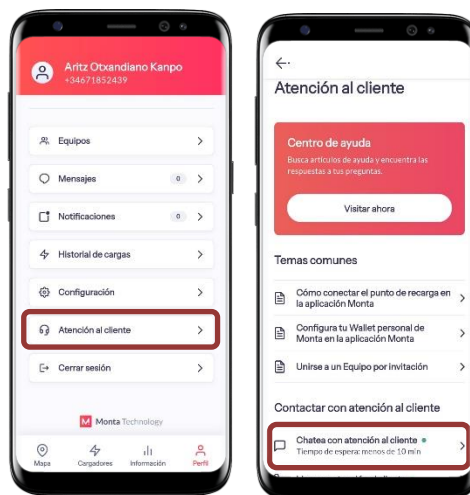 Aritz Otxandiano Kanpo
+34671852439
Equipos
Mensajes 0
Notificaciones 0
Historial de cargas
Configuración
Atención al cliente
Cerrar sesión
M Monta Technology
Mapa Cargadores Información Perfil
Atención al cliente
Centro de ayuda
Busca artículos de ayuda y encuentra las
respuestas a tus preguntas.
Visitar ahora
Temas comunes
Cómo conectar el punto de recarga en
la aplicación Monta
Configura tu Wallet personal de
Monta en la aplicación Monta
Unirse a un Equipo por invitación
Contactar con atención al cliente
Chatea con atención al cliente
Tiempo de espera: menos de 10 min